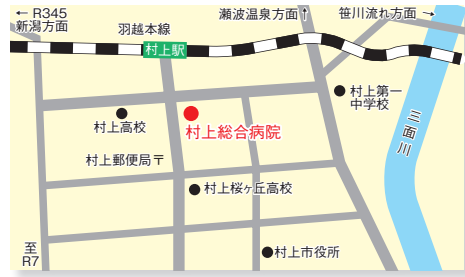 ← R345
新潟方面
羽越本線
瀬波温泉方面↑
笹川流れ方面 →
村上駅
村上第一
中学校
村上高校
村上総合病院
三面川
村上郵便局〒
村上桜ヶ丘高校
至
R7
村上市役所